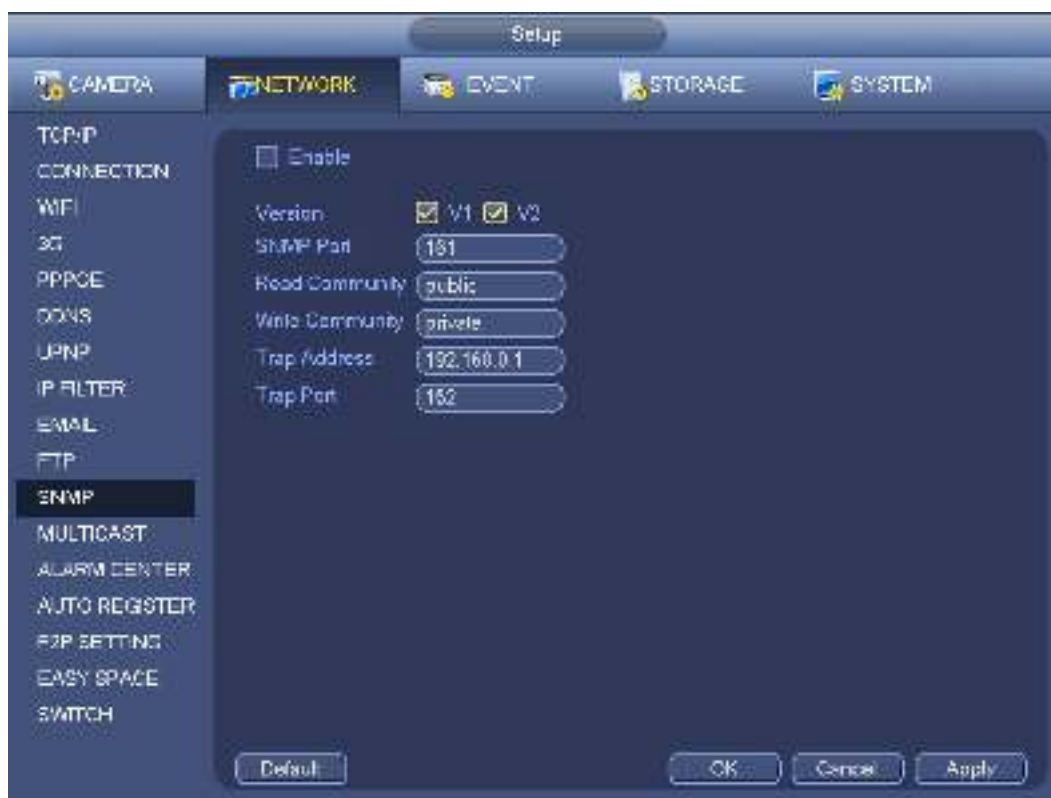 Setup
CAMERA NETWORK EVENT STORAGE SYSTEM
TCP/IP
CONNECTION
WIFI
3G
PPPOE
DDNS
UPNP
IP FILTER
EMAIL
FTP
SNMP
MULTICAST
ALARM CENTER
AUTO REGISTER
P2P SETTING
EASY SPACE
SWITCH
Enable
Version V1 V2
SNMP Port 161
Read Community public
Write Community private
Trap Address 192.168.0.1
Trap Port 162
Default OK Cancel Apply